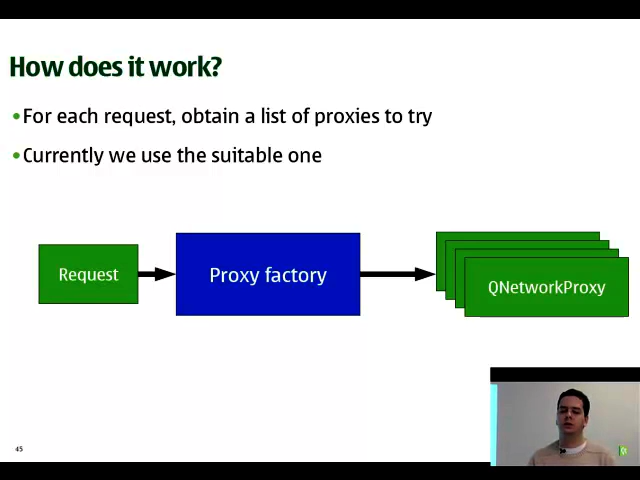 How does it work?
•For each request, obtain a list of proxies to try
•Currently we use the suitable one
Request
Proxy factory
QNetworkProxy
45
Qt